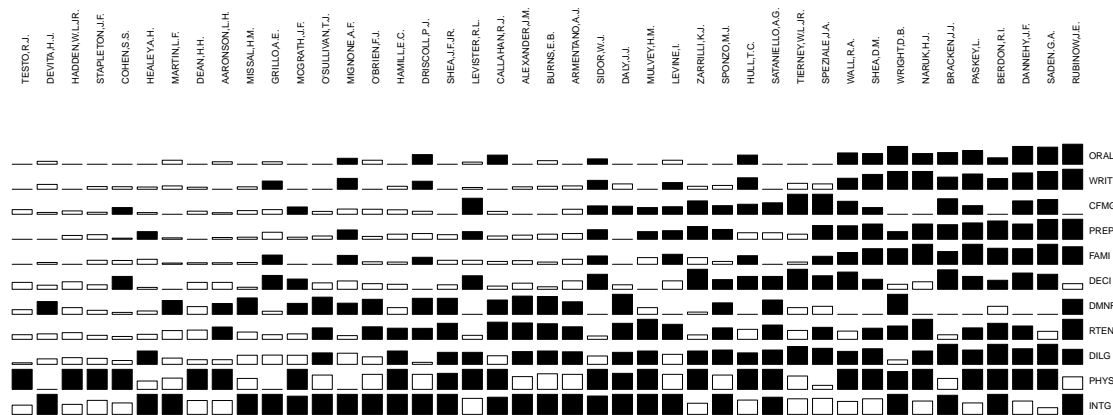 TESTO,R.J.
DEVITA,H.J.
HADDEN,W.L.JR.
STAPLETON,J.F.
COHEN,S.S.
HEALEY,A.H.
MARTIN,L.F.
DEAN,H.H.
AARONSON,L.H.
MISSAL,H.M.
GRILLO,A.E.
MCGRATH,J.F.
O'SULLIVAN,T.J.
MIGNONE,A.F.
O'BRIEN,F.J.
HAMILL,E.C.
DRISCOLL,P.J.
SHEA,J.F.JR
LEVISTER,R.L.
CALLAHAN,R.J.
ALEXANDER,J.M.
BURNS,E.B.
ARMENTANO,A.J.
SIDOR,W.J.
DALY,J.J.
MULVEY,H.M.
LEVINE,I.
ZARRILLI,K.J.
SPONZO,M.J.
HULL,T.C.
SATANIELLO,A.G.
TIERNEY,W.L.JR.
SPEZIALE,J.A.
WALL,R.A.
SHEA,D.M.
WRIGHT,D.B.
NARUK,H.J.
BRACKEN,J.J.
PASKEY,L.
BERDON,R.I.
DANNEHY,J.F.
SADEN,G.A.
RUBINOW,J.E.
ORAL
WRIT
CFMG
PREP
FAMI
DECI
DMNR
RTEN
DILG
PHYS
INTG